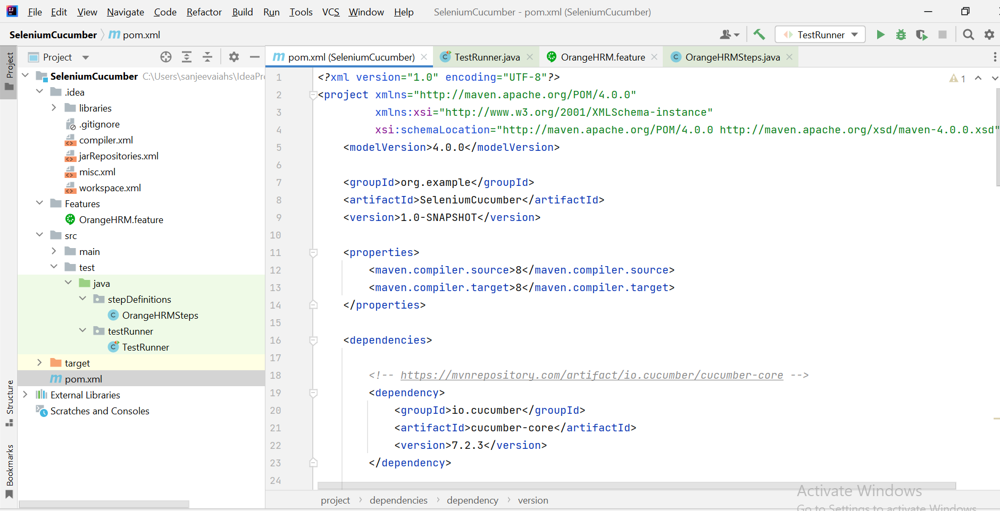 File Edit View Navigate Code Refactor Build Run Tools VCS Window Help SeleniumCucumber - pom.xml (SeleniumCucumber)
SeleniumCucumber m pom.xml
TestRunner
Project
Project
pom.xml (SeleniumCucumber)
TestRunner.java
OrangeHRM.feature
OrangeHRMSteps.java
SeleniumCucumber C:\Users\sanjeevaiahs\IdeaPr
.idea
libraries
.gitignore
compiler.xml
jarRepositories.xml
misc.xml
workspace.xml
Features
OrangeHRM.feature
src
main
test
java
stepDefinitions
OrangeHRMSteps
testRunner
TestRunner
target
pom.xml
External Libraries
Scratches and Consoles
Structure
Bookmarks
1 <?xml version="1.0" encoding="UTF-8"?>
1
2 <project xmlns="http://maven.apache.org/POM/4.0.0"
3 xmlns:xsi="http://www.w3.org/2001/XMLSchema-instance"
4 xsi:schemaLocation="http://maven.apache.org/POM/4.0.0 http://maven.apache.org/xsd/maven-4.0.0.xsd"
5 <modelVersion>4.0.0</modelVersion>
6
7 <groupId>org.example</groupId>
8 <artifactId>SeleniumCucumber</artifactId>
9 <version>1.0-SNAPSHOT</version>
10
11 <properties>
12 <maven.compiler.source>8</maven.compiler.source>
13 <maven.compiler.target>8</maven.compiler.target>
14 </properties>
15
16 <dependencies>
17
18 <!-- https://mvnrepository.com/artifact/io.cucumber/cucumber-core -->
19 <dependency>
20 <groupId>io.cucumber</groupId>
21 <artifactId>cucumber-core</artifactId>
22 <version>7.2.3</version>
23 </dependency>
24
project > dependencies > dependency > version
Activate Windows
Go to Settings to activate Windows.